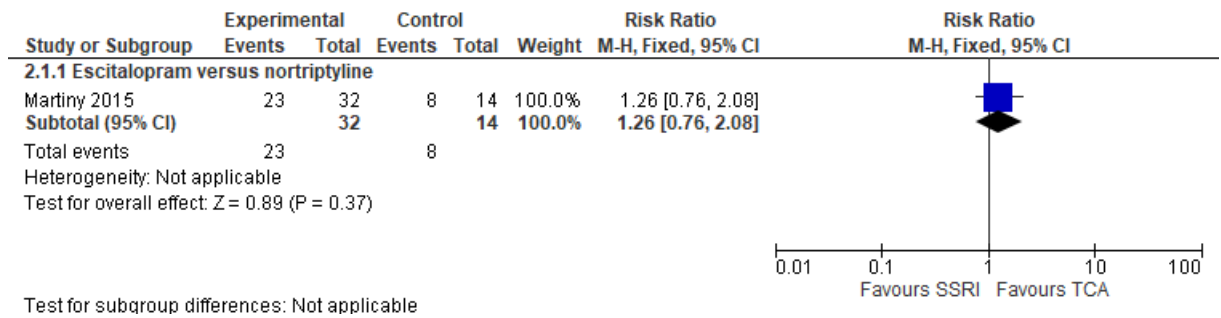 Experimental Control Risk Ratio Risk Ratio
Study or Subgroup Events Total Events Total Weight M-H, Fixed, 95% CI M-H, Fixed, 95% CI
2.1.1 Escitalopram versus nortriptyline
Martiny 2015 23 32 8 14 100.0% 1.26 [0.76, 2.08]
Subtotal (95% CI) 32 14 100.0% 1.26 [0.76, 2.08]
Total events 23 8
Heterogeneity: Not applicable
Test for overall effect: Z = 0.89 (P = 0.37)
0.01 0.1 1 10 100
Favours SSRI Favours TCA
Test for subgroup differences: Not applicable